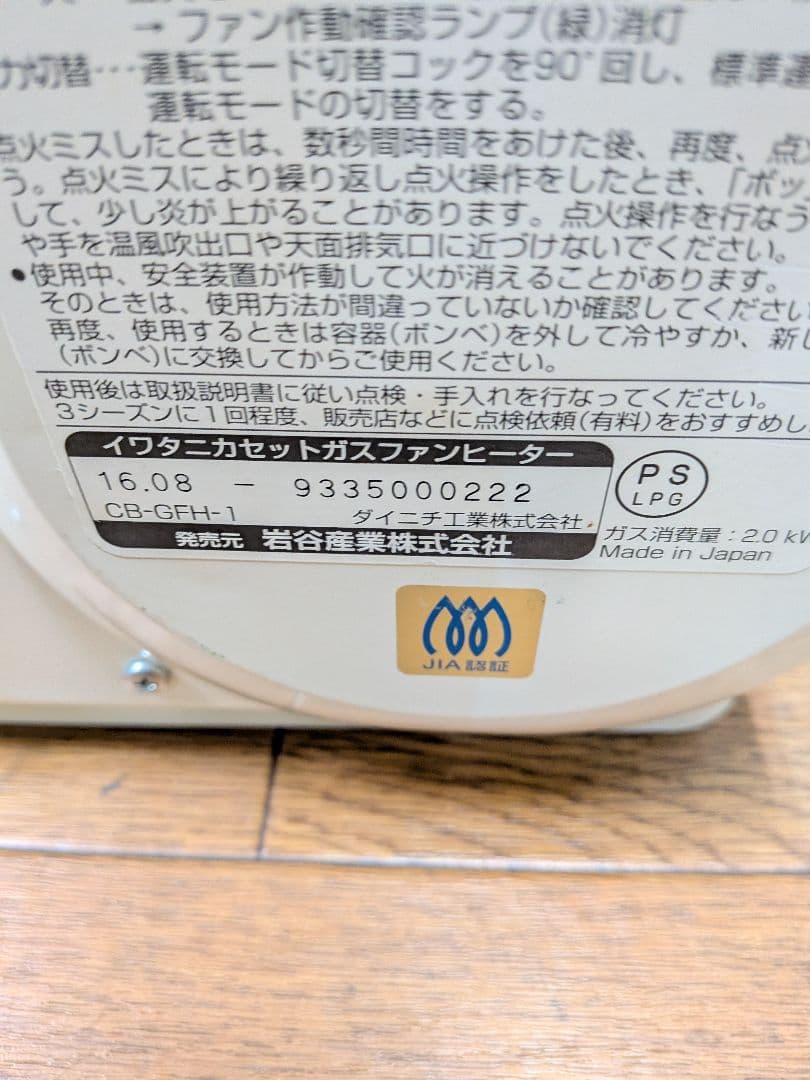 → ファン作動確認ランプ(緑)消灯
切替…運転モード切替コックを90°回し、標準運
運転モードの切替をする。
点火ミスしたときは、数秒間時間をあけた後、再度、点
う。点火ミスにより繰り返し点火操作をしたとき、「ボッ
して、少し炎が上がることがあります。点火操作を行なう
や手を温風吹出口や天面排気口に近づけないでください。
●使用中、安全装置が作動して火が消えることがあります。
そのときは、使用方法が間違っていないか確認してください
再度、使用するときは容器(ボンベ)を外して冷やすか、新し
(ボンベ)に交換してからご使用ください。
使用後は取扱説明書に従い点検・手入れを行なってください。
3シーズンに1回程度、販売店などに点検依頼(有料)をおすすめし
イワタニカセットガスファンヒーター
16.08 － 9335000222
CB-GFH-1 ダイニチ工業株式会社
発売元 岩谷産業株式会社
PS
LPG
ガス消費量：2.0 kW
Made in Japan
JIA認証